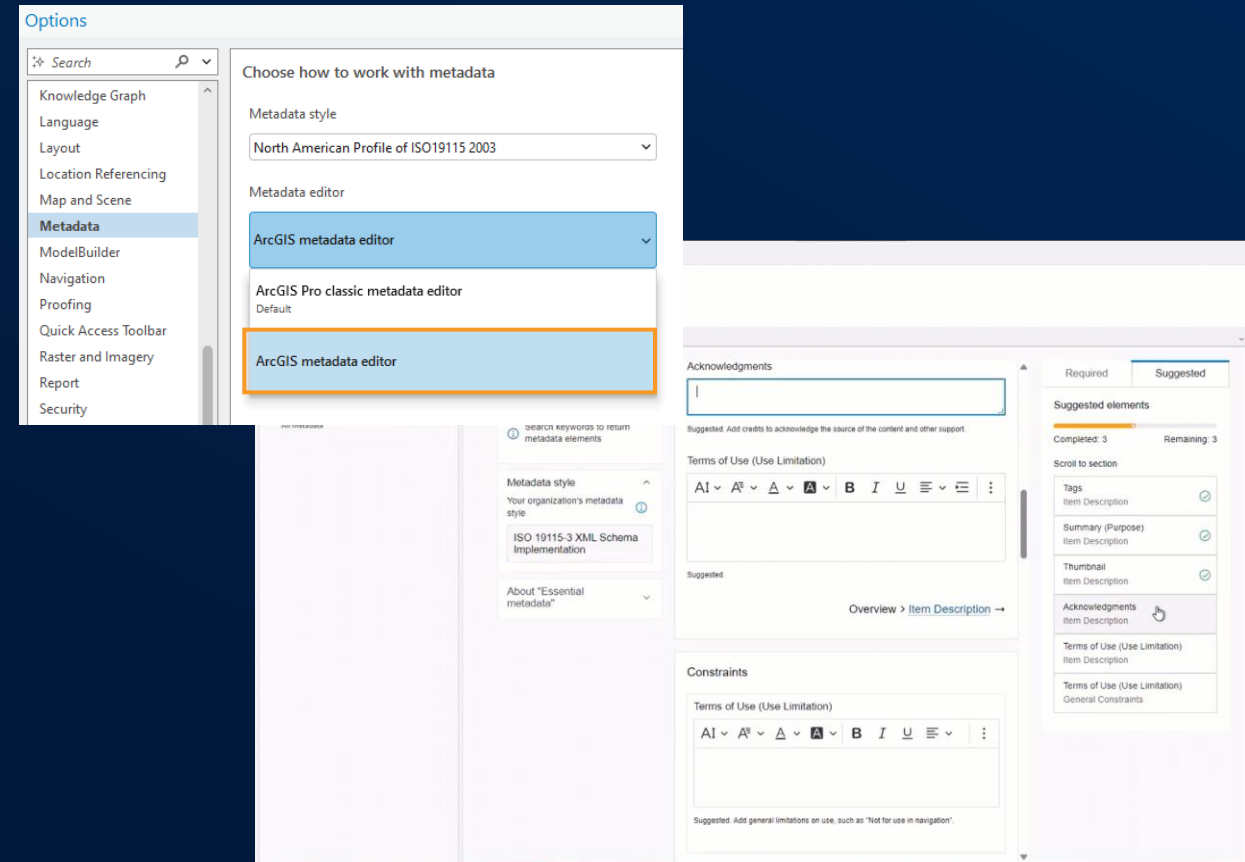 Options
Search
Knowledge Graph
Language
Layout
Location Referencing
Map and Scene
Metadata
ModelBuilder
Navigation
Proofing
Quick Access Toolbar
Raster and Imagery
Report
Security
Choose how to work with metadata
Metadata style
North American Profile of ISO19115 2003
Metadata editor
ArcGIS metadata editor
ArcGIS Pro classic metadata editor
Default
ArcGIS metadata editor
Search keywords to return
metadata elements
Metadata style
Your organization's metadata
style
ISO 19115-3 XML Schema
Implementation
About "Essential
metadata"
Acknowledgments
Suggested. Add credits to acknowledge the source of the content and other support.
Terms of Use (Use Limitation)
AI A A A B I U
Suggested
Overview > Item Description →
Constraints
Terms of Use (Use Limitation)
AI A A A B I U
Suggested. Add general limitations on use, such as "Not for use in navigation".
Required Suggested
Suggested elements
Completed: 3 Remaining: 3
Scroll to section
Tags
Item Description
Summary (Purpose)
Item Description
Thumbnail
Item Description
Acknowledgments
Item Description
Terms of Use (Use Limitation)
Item Description
Terms of Use (Use Limitation)
General Constraints